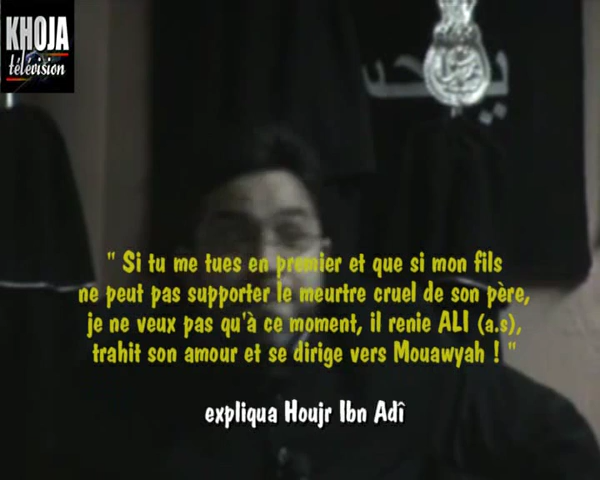 KHOJA
télévision
" Si tu me tues en premier et que si mon fils
ne peut pas supporter le meurtre cruel de son père,
je ne veux pas qu'à ce moment, il renie ALI (a.s),
trahit son amour et se dirige vers Mouawyah ! "
expliqua Houjr Ibn Adî